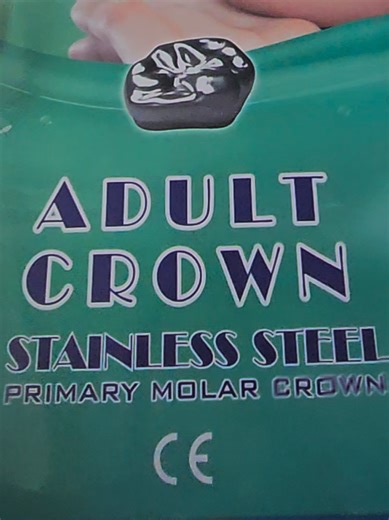 ADULT
CROWN
STAINLESS STEEL
PRIMARY MOLAR CROWN
CE